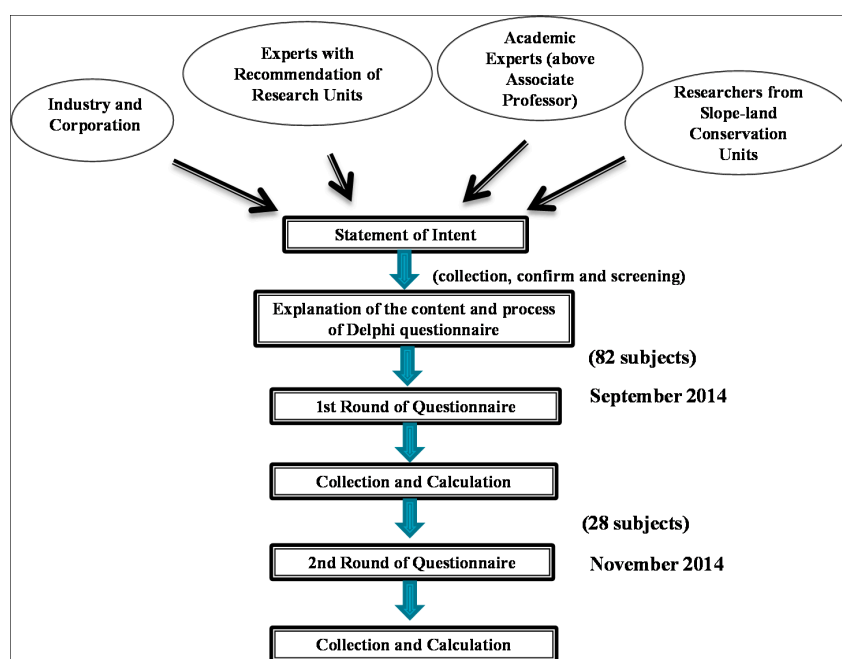 Industry and
Corporation
Experts with
Recommendation of
Research Units
Academic
Experts (above
Associate
Professor)
Researchers from
Slope-land
Conservation
Units
Statement of Intent
(collection, confirm and screening)
Explanation of the content and process
of Delphi questionnaire
(82 subjects)
1st Round of Questionnaire
September 2014
Collection and Calculation
(28 subjects)
2nd Round of Questionnaire
November 2014
Collection and Calculation